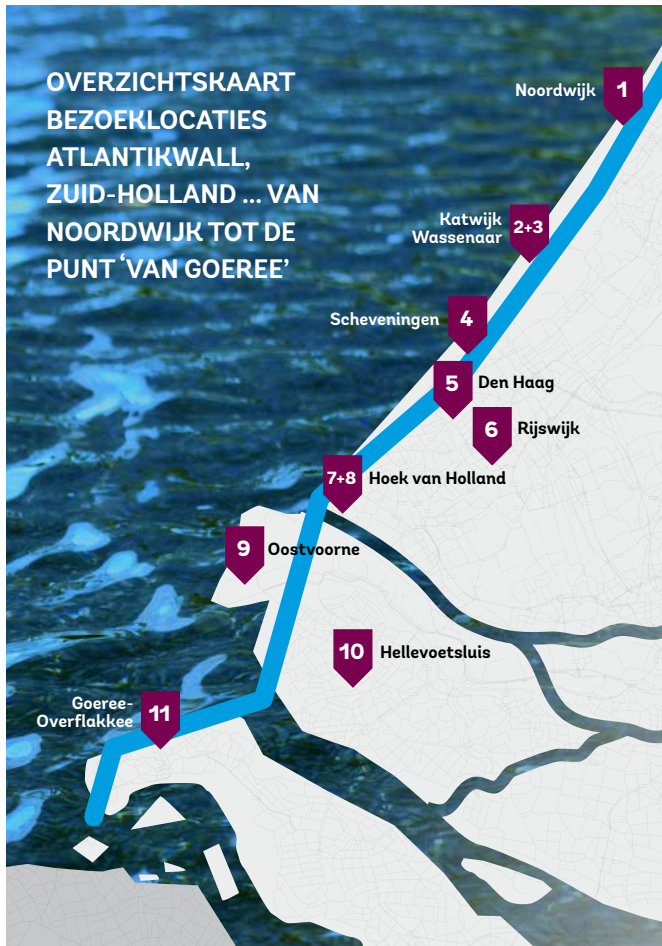 OVERZICHTSKAART
BEZOEKLOCATIES
ATLANTIKWALL,
ZUID-HOLLAND ... VAN
NOORDWIJK TOT DE
PUNT ‘VAN GOEREE’
Noordwijk 1
Katwijk
Wassenaar 2+3
Scheveningen 4
5 Den Haag
6 Rijswijk
7+8 Hoek van Holland
9 Oostvoorne
10 Hellevoetsluis
Goeree-
Overflakkee 11